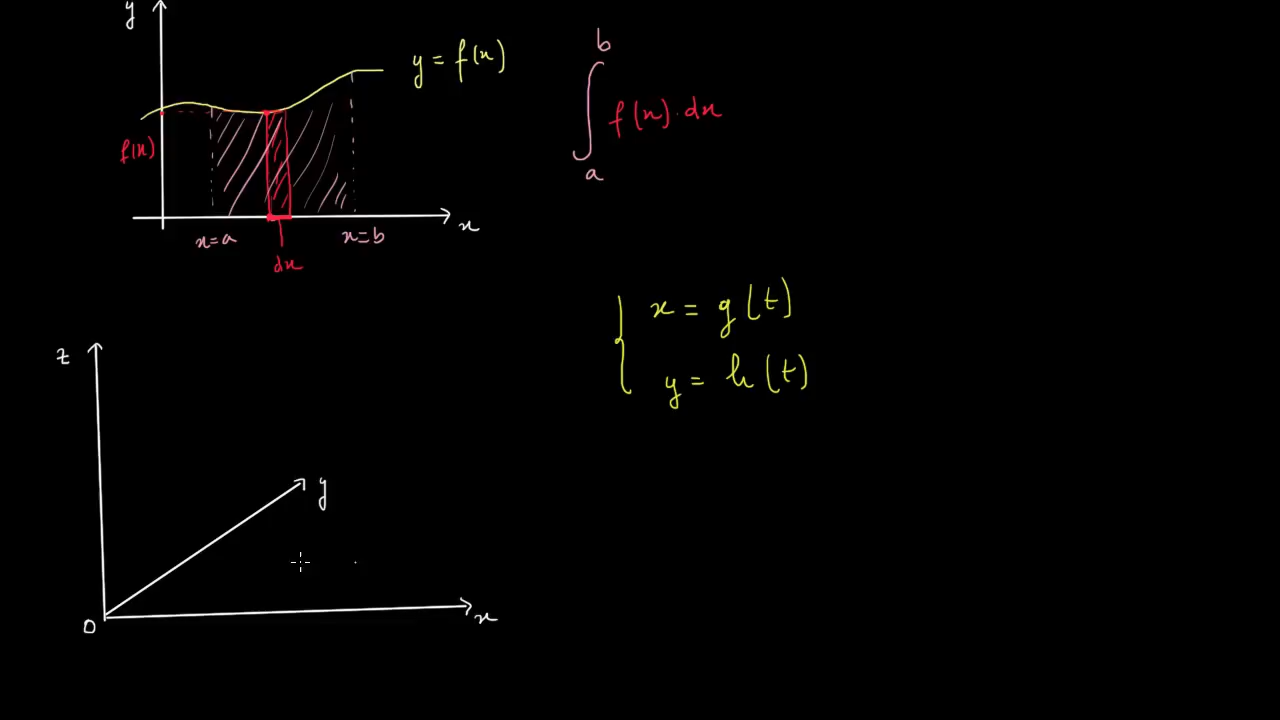 y
y = f(x)
f(x)
x
x=a
x=b
dx
b
∫ f(x) · dx
a
x = g(t)
y = h(t)
z
y
x
O